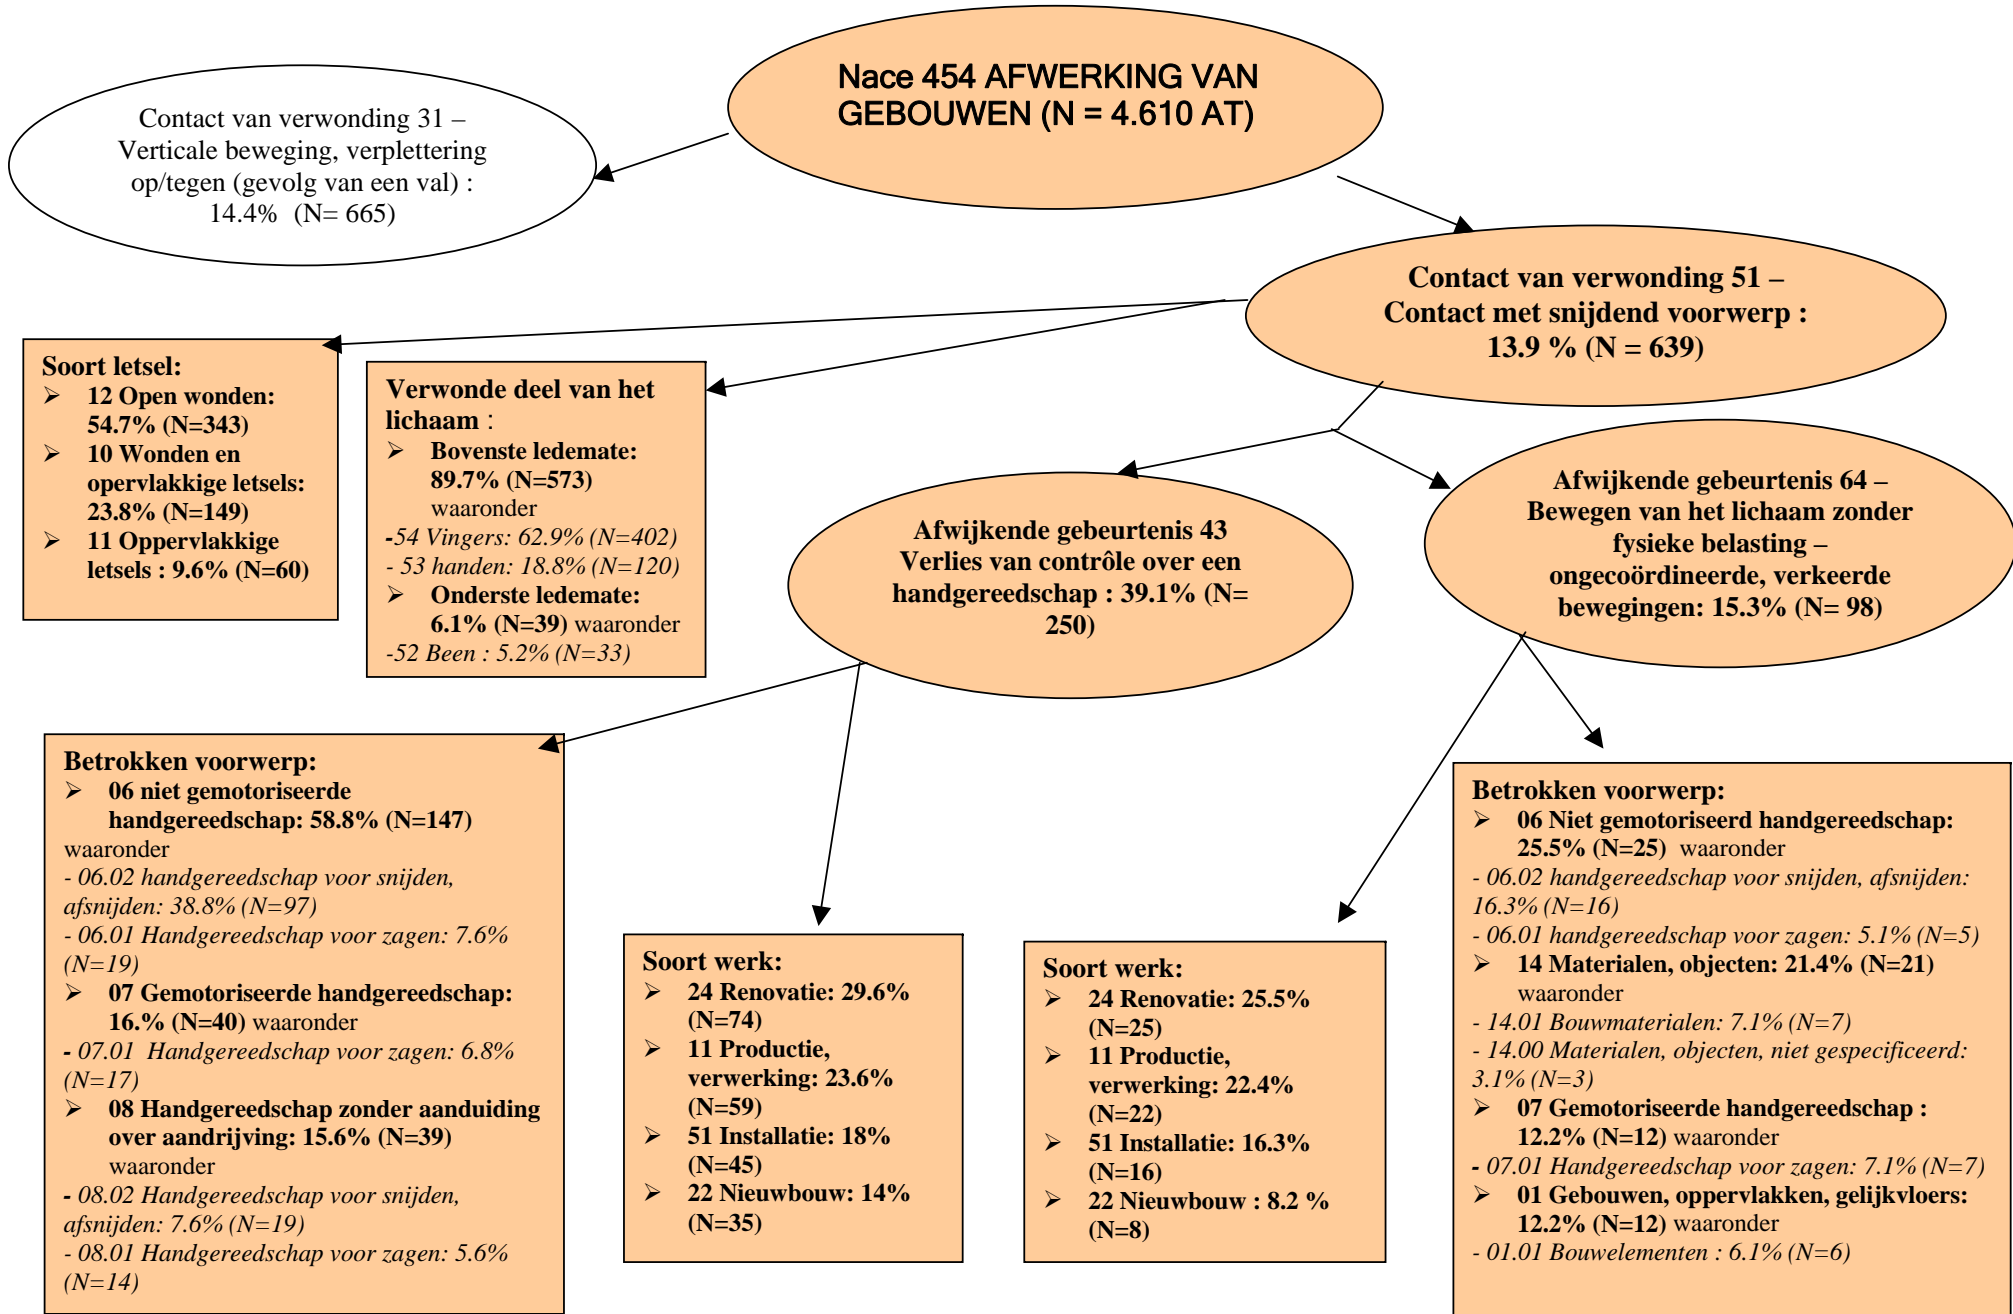 Nace 454 AFWERKING VAN
GEBOUWEN (N = 4.610 AT)
Contact van verwonding 31 –
Verticale beweging, verplettering
op/tegen (gevolg van een val) :
14.4%  (N= 665)
Contact van verwonding 51 –
Contact met snijdend voorwerp :
13.9 % (N = 639)
Soort letsel:
➢ 12 Open wonden:
54.7% (N=343)
➢ 10 Wonden en
opervlakkige letsels:
23.8% (N=149)
➢ 11 Oppervlakkige
letsels : 9.6% (N=60)
Verwonde deel van het
lichaam :
➢ Bovenste ledemate:
89.7% (N=573)
waaronder
-54 Vingers: 62.9% (N=402)
- 53 handen: 18.8% (N=120)
➢ Onderste ledemate:
6.1% (N=39) waaronder
-52 Been : 5.2% (N=33)
Afwijkende gebeurtenis 43
Verlies van contrôle over een
handgereedschap : 39.1% (N=
250)
Afwijkende gebeurtenis 64 –
Bewegen van het lichaam zonder
fysieke belasting –
ongecoördineerde, verkeerde
bewegingen: 15.3% (N= 98)
Betrokken voorwerp:
➢ 06 niet gemotoriseerde
handgereedschap: 58.8% (N=147)
waaronder
- 06.02 handgereedschap voor snijden,
afsnijden: 38.8% (N=97)
- 06.01 Handgereedschap voor zagen: 7.6%
(N=19)
➢ 07 Gemotoriseerde handgereedschap:
16.% (N=40) waaronder
- 07.01  Handgereedschap voor zagen: 6.8%
(N=17)
➢ 08 Handgereedschap zonder aanduiding
over aandrijving: 15.6% (N=39)
waaronder
- 08.02 Handgereedschap voor snijden,
afsnijden: 7.6% (N=19)
- 08.01 Handgereedschap voor zagen: 5.6%
(N=14)
Soort werk:
➢ 24 Renovatie: 29.6%
(N=74)
➢ 11 Productie,
verwerking: 23.6%
(N=59)
➢ 51 Installatie: 18%
(N=45)
➢ 22 Nieuwbouw: 14%
(N=35)
Soort werk:
➢ 24 Renovatie: 25.5%
(N=25)
➢ 11 Productie,
verwerking: 22.4%
(N=22)
➢ 51 Installatie: 16.3%
(N=16)
➢ 22 Nieuwbouw : 8.2 %
(N=8)
Betrokken voorwerp:
➢ 06 Niet gemotoriseerd handgereedschap:
25.5% (N=25)  waaronder
- 06.02 handgereedschap voor snijden, afsnijden:
16.3% (N=16)
- 06.01 handgereedschap voor zagen: 5.1% (N=5)
➢ 14 Materialen, objecten: 21.4% (N=21)
waaronder
- 14.01 Bouwmaterialen: 7.1% (N=7)
- 14.00 Materialen, objecten, niet gespecificeerd:
3.1% (N=3)
➢ 07 Gemotoriseerde handgereedschap :
12.2% (N=12) waaronder
- 07.01 Handgereedschap voor zagen: 7.1% (N=7)
➢ 01 Gebouwen, oppervlakken, gelijkvloers:
12.2% (N=12) waaronder
- 01.01 Bouwelementen : 6.1% (N=6)